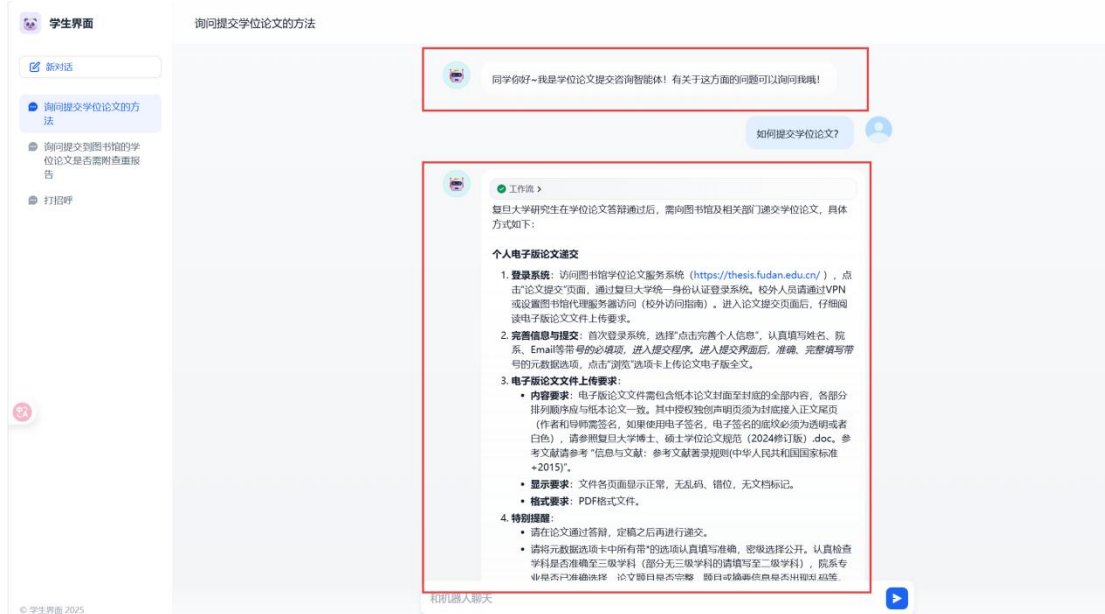 学生界面
询问提交学位论文的方法
新对话
询问提交学位论文的方
法
询问提交到图书馆的学
位论文是否需附查重报
告
打招呼
同学你好~我是学位论文提交咨询智能体！有关于这方面的问题可以询问我哦！
如何提交学位论文?
工作流 >
复旦大学研究生在学位论文答辩通过后，需向图书馆及相关部门递交学位论文，具体
方式如下：
个人电子版论文递交
1. 登录系统：访问图书馆学位论文服务系统（https://thesis.fudan.edu.cn/ ），点
击“论文提交”页面，通过复旦大学统一身份认证登录系统。校外人员请通过VPN
或设置图书馆代理服务器访问（校外访问指南）。进入论文提交页面后，仔细阅
读电子版论文文件上传要求。
2. 完善信息与提交：首次登录系统，选择“点击完善个人信息”，认真填写姓名、院
系、Email等带号的必填项，进入提交程序。进入提交界面后，准确、完整填写带
号的元数据选项，点击“浏览”选项卡上传论文电子版全文。
3. 电子版论文文件上传要求：
• 内容要求：电子版论文文件需包含纸本论文封面至封底的全部内容，各部分
排列顺序应与纸本论文一致。其中授权独创声明页须为封底接入正文尾页
（作者和导师需签名，如果使用电子签名，电子签名的底纹必须为透明或者
白色），请参照复旦大学博士、硕士学位论文规范（2024修订版）.doc。参
考文献请参考 “信息与文献：参考文献著录规则(中华人民共和国国家标准
+2015)”。
• 显示要求：文件各页面显示正常，无乱码、错位，无文档标记。
• 格式要求：PDF格式文件。
4. 特别提醒：
• 请在论文通过答辩，定稿之后再进行递交。
• 请将元数据选项卡中所有带*的选项认真填写准确，密级选择公开。认真检查
学科是否准确至三级学科（部分无三级学科的请填写至二级学科），院系专
业是否已准确选择，论文题目是否完整，题目或摘要信息是否出现乱码等。
和机器人聊天
© 学生界面 2025